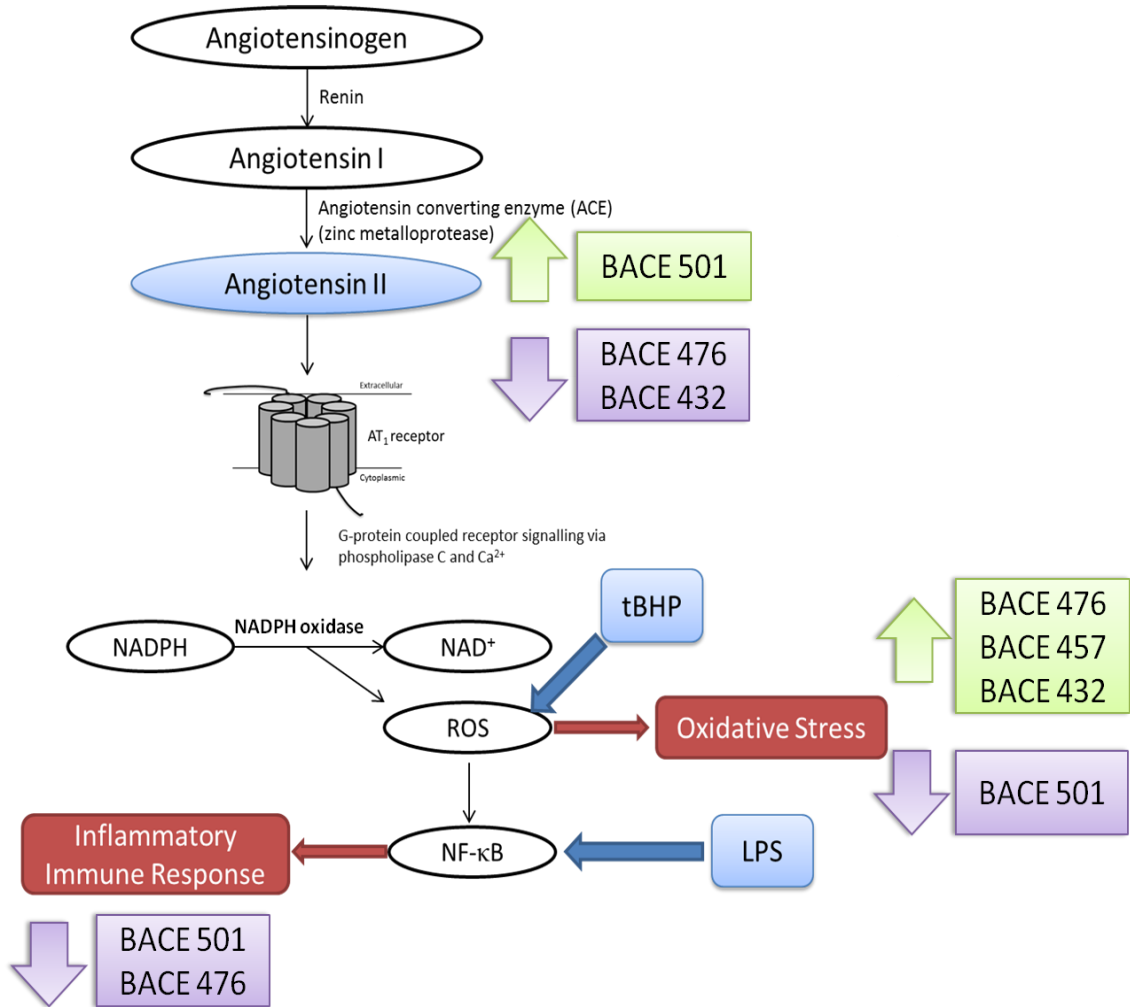 Angiotensinogen
Renin
Angiotensin I
Angiotensin converting enzyme (ACE)
(zinc metalloprotease)
Angiotensin II
BACE 501
BACE 476
BACE 432
Extracellular
AT₁ receptor
Cytoplasmic
G-protein coupled receptor signalling via
phospholipase C and Ca²⁺
tBHP
NADPH
NADPH oxidase
NAD⁺
BACE 476
BACE 457
BACE 432
ROS
Oxidative Stress
BACE 501
Inflammatory
Immune Response
NF-κB
LPS
BACE 501
BACE 476